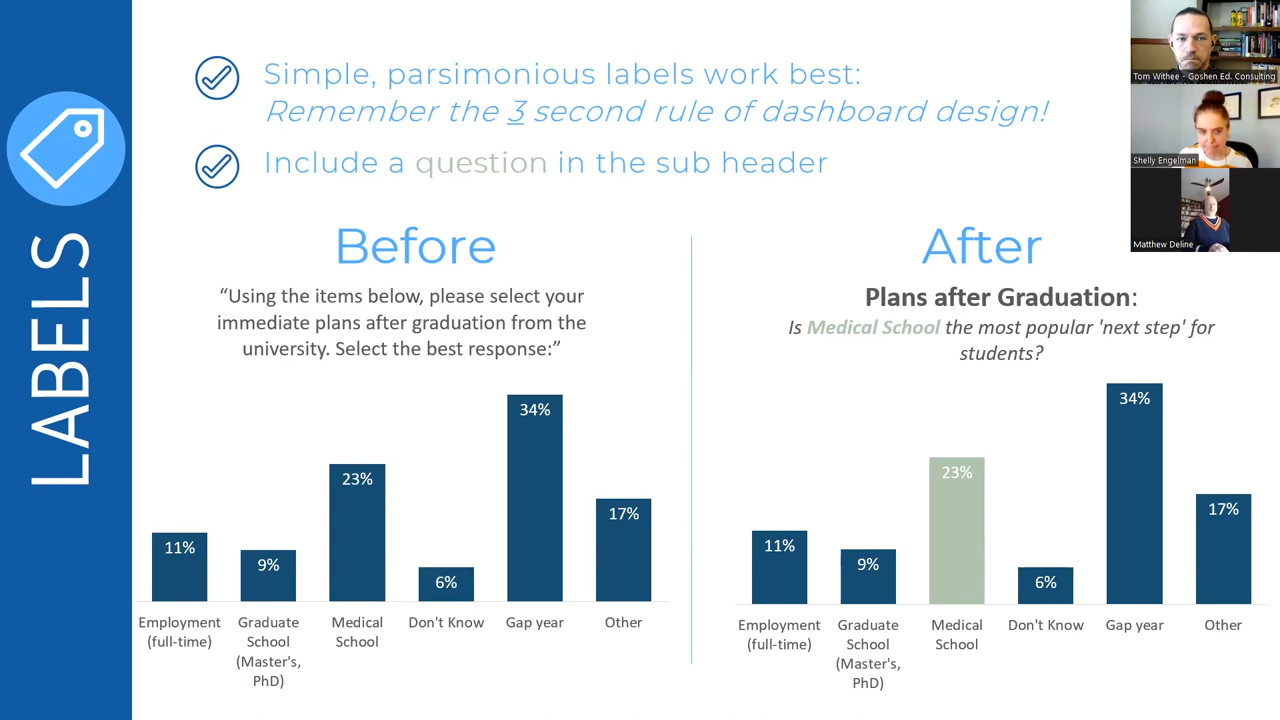 LABELS
Simple, parsimonious labels work best:
Remember the 3 second rule of dashboard design!
Include a question in the sub header
Tom Withee - Goshen Ed. Consulting
Shelly Engelman
Matthew Deline
Before
“Using the items below, please select your
immediate plans after graduation from the
university. Select the best response:”
11%
9%
23%
6%
34%
17%
Employment
(full-time)
Graduate
School
(Master's,
PhD)
Medical
School
Don't Know
Gap year
Other
After
Plans after Graduation:
Is Medical School the most popular 'next step' for
students?
11%
9%
23%
6%
34%
17%
Employment
(full-time)
Graduate
School
(Master's,
PhD)
Medical
School
Don't Know
Gap year
Other